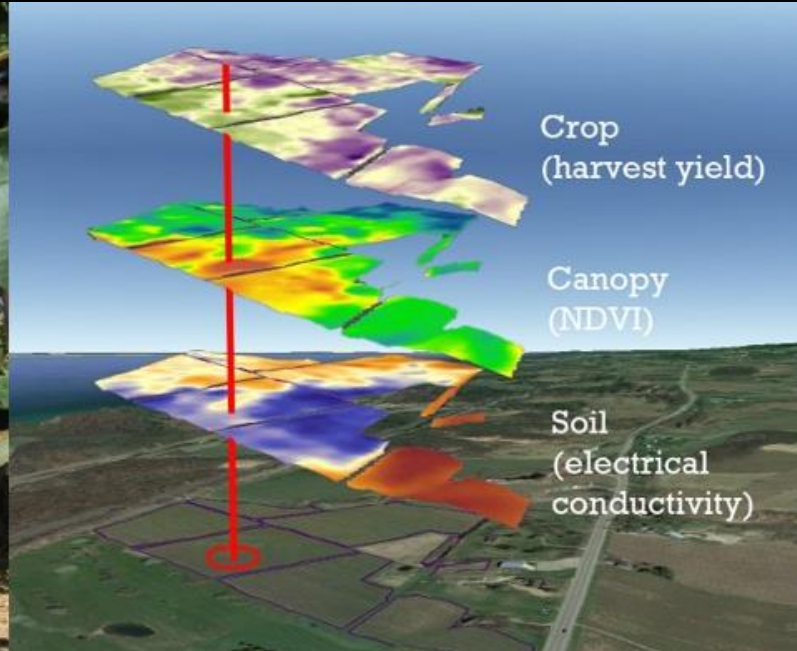 Crop
(harvest yield)
Canopy
(NDVI)
Soil
(electrical
conductivity)